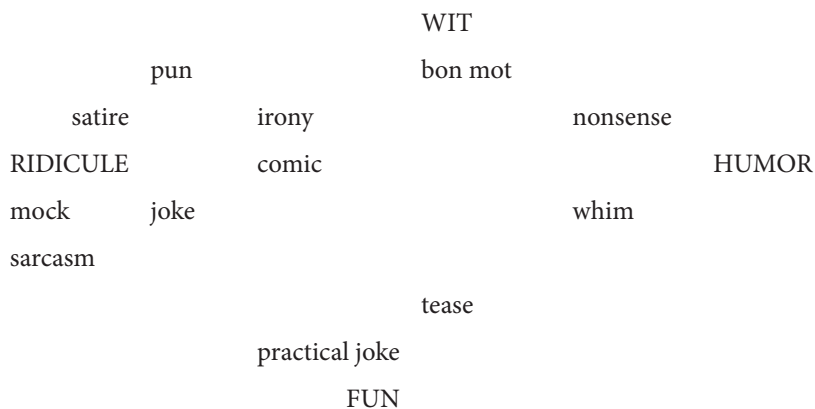 WIT
pun bon mot
satire irony nonsense
RIDICULE comic HUMOR
mock joke whim
sarcasm
tease
practical joke
FUN